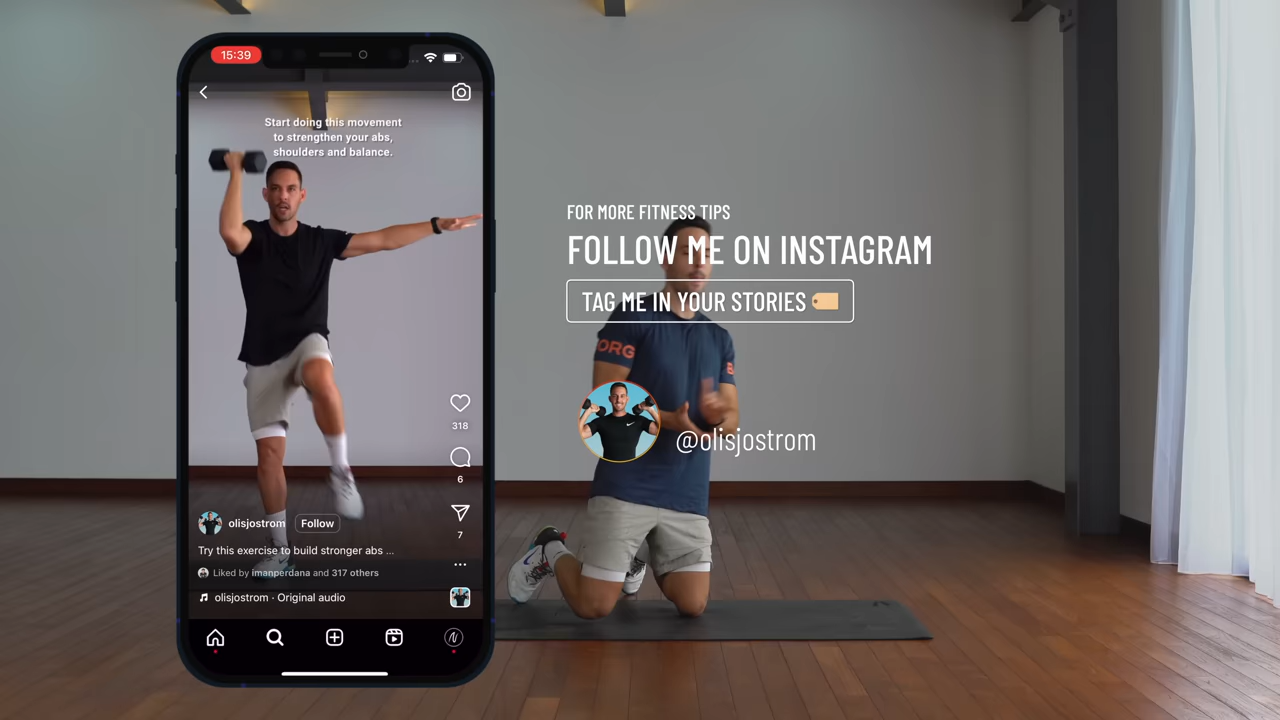 15:39
Start doing this movement
to strengthen your abs,
shoulders and balance.
318
6
7
olisjostrom Follow
Try this exercise to build stronger abs ...
Liked by imanperdana and 317 others
olisjostrom · Original audio
FOR MORE FITNESS TIPS
FOLLOW ME ON INSTAGRAM
TAG ME IN YOUR STORIES
ORG
@olisjostrom